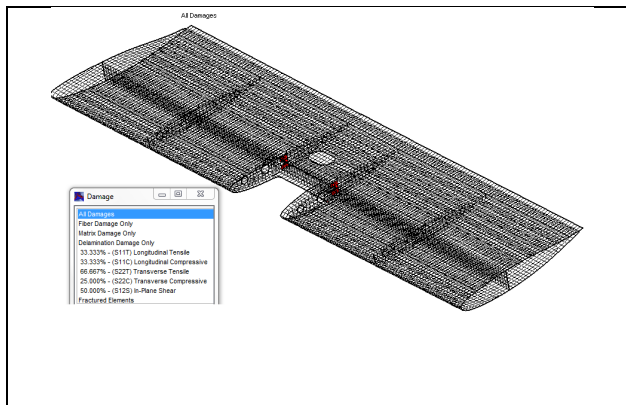 All Damages
Damage
All Damages
Fiber Damage Only
Matrix Damage Only
Delamination Damage Only
33.333% - (S11T) Longitudinal Tensile
33.333% - (S11C) Longitudinal Compressive
66.667% - (S22T) Transverse Tensile
25.000% - (S22C) Transverse Compressive
50.000% - (S12S) In-Plane Shear
Fractured Elements